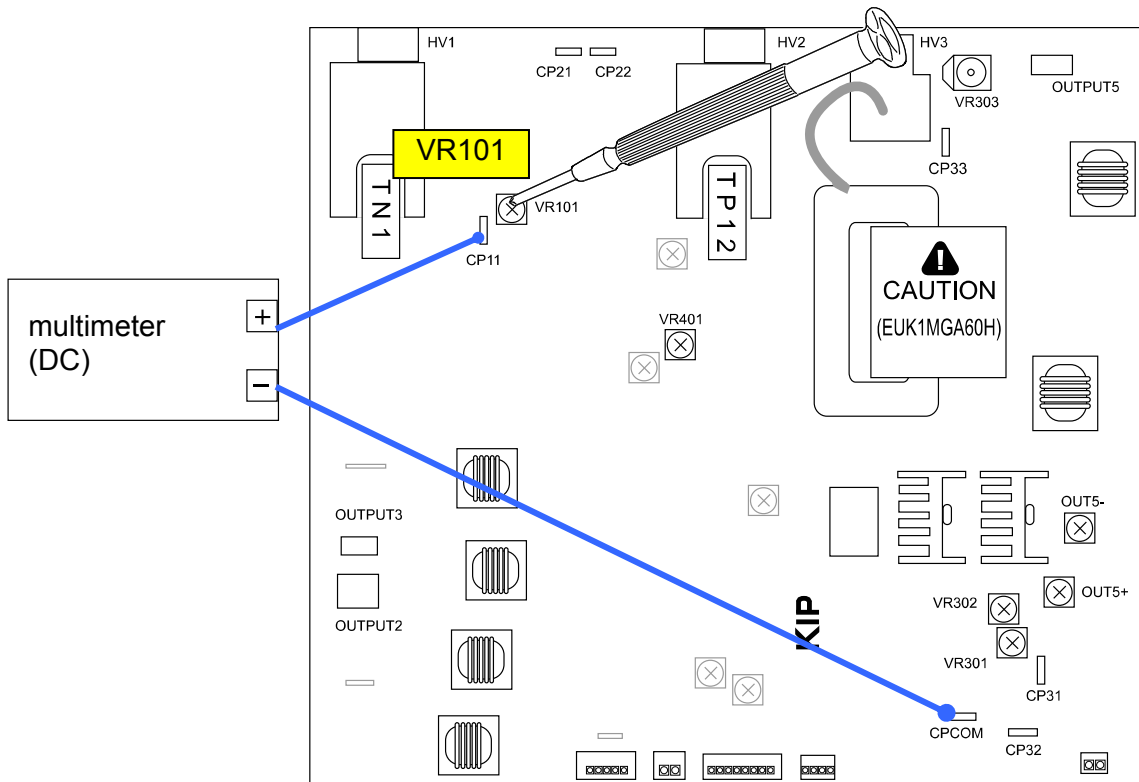 HV1
HV2
HV3
CP21
CP22
VR303
OUTPUT5
VR101
CP33
TN1
VR101
TP12
CP11
CAUTION
(EUK1MGA60H)
+
multimeter
(DC)
−
VR401
OUTPUT3
OUT5-
OUTPUT2
VR302
OUT5+
KIP
VR301
CP31
CPCOM
CP32